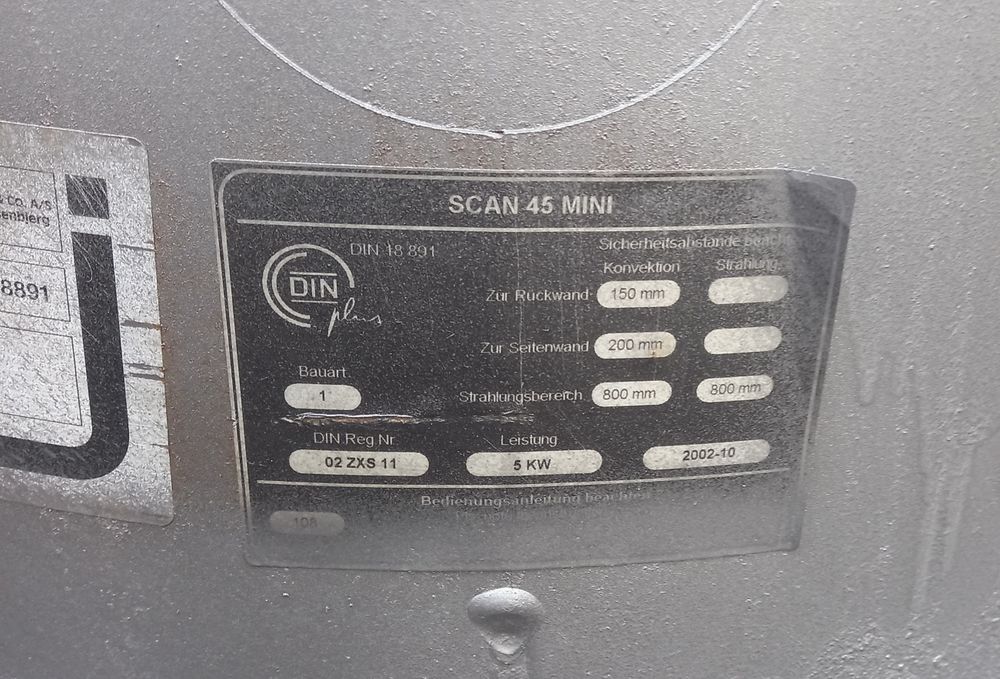 & Co. A/S
8891
SCAN 45 MINI
DIN 18 891
Sicherheitsabstände
Konvektion Strahlung
DIN plus
Zur Rückwand 150 mm
Zur Seitenwand 200 mm
Bauart
1
Strahlungsbereich 800 mm 800 mm
DIN.Reg.Nr Leistung
02 ZXS 11 5 KW 2002-10
Bedienungsanleitung beachten
108